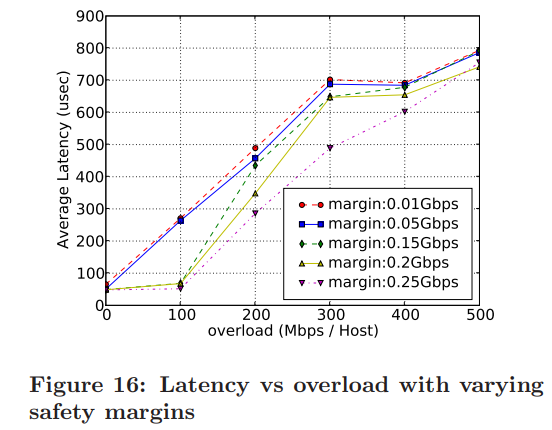 900
800
700
600
500
400
300
200
100
0
Average Latency (usec)
margin:0.01Gbps
margin:0.05Gbps
margin:0.15Gbps
margin:0.2Gbps
margin:0.25Gbps
0 100 200 300 400 500
overload (Mbps / Host)
Figure 16: Latency vs overload with varying
safety margins